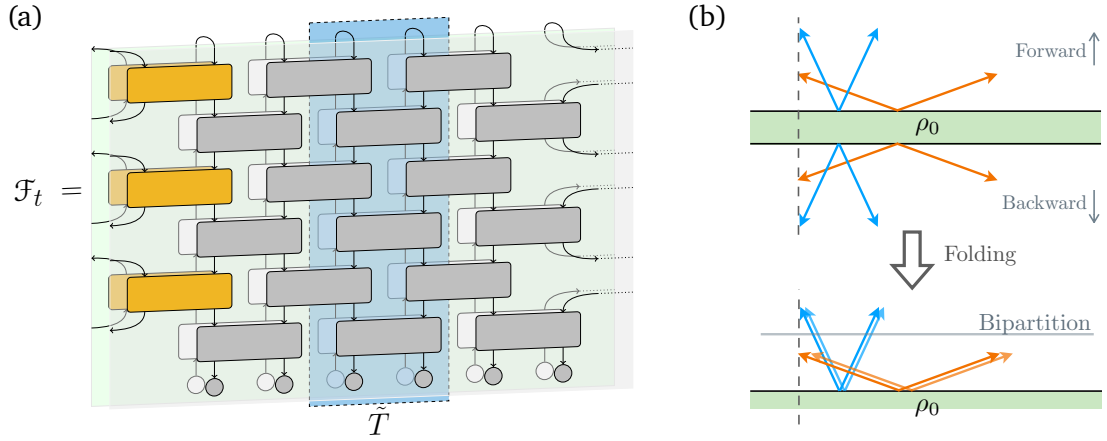 (a)
ℱt =
T̃
(b)
Forward
ρ0
Backward
Folding
Bipartition
ρ0